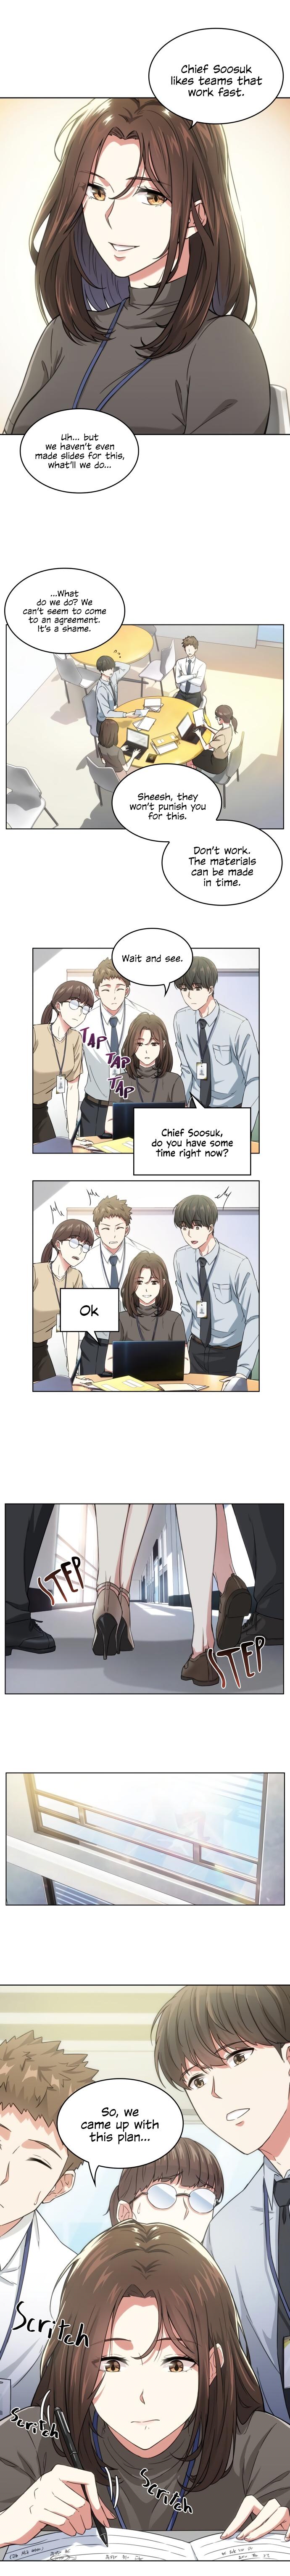 Chief Soosuk
likes teams that
work fast.
Uh... but
we haven't even
made slides for this,
what'll we do...
...What
do we do? We
can't seem to come
to an agreement.
It's a shame.
Sheesh, they
won't punish you
for this.
Don't work.
The materials
can be made
in time.
Wait and see.
TAP
TAP
TAP
Chief Soosuk,
do you have some
time right now?
Ok
STEP
STEP
So, we
came up with
this plan...
Scritch
Scritch
Scritch